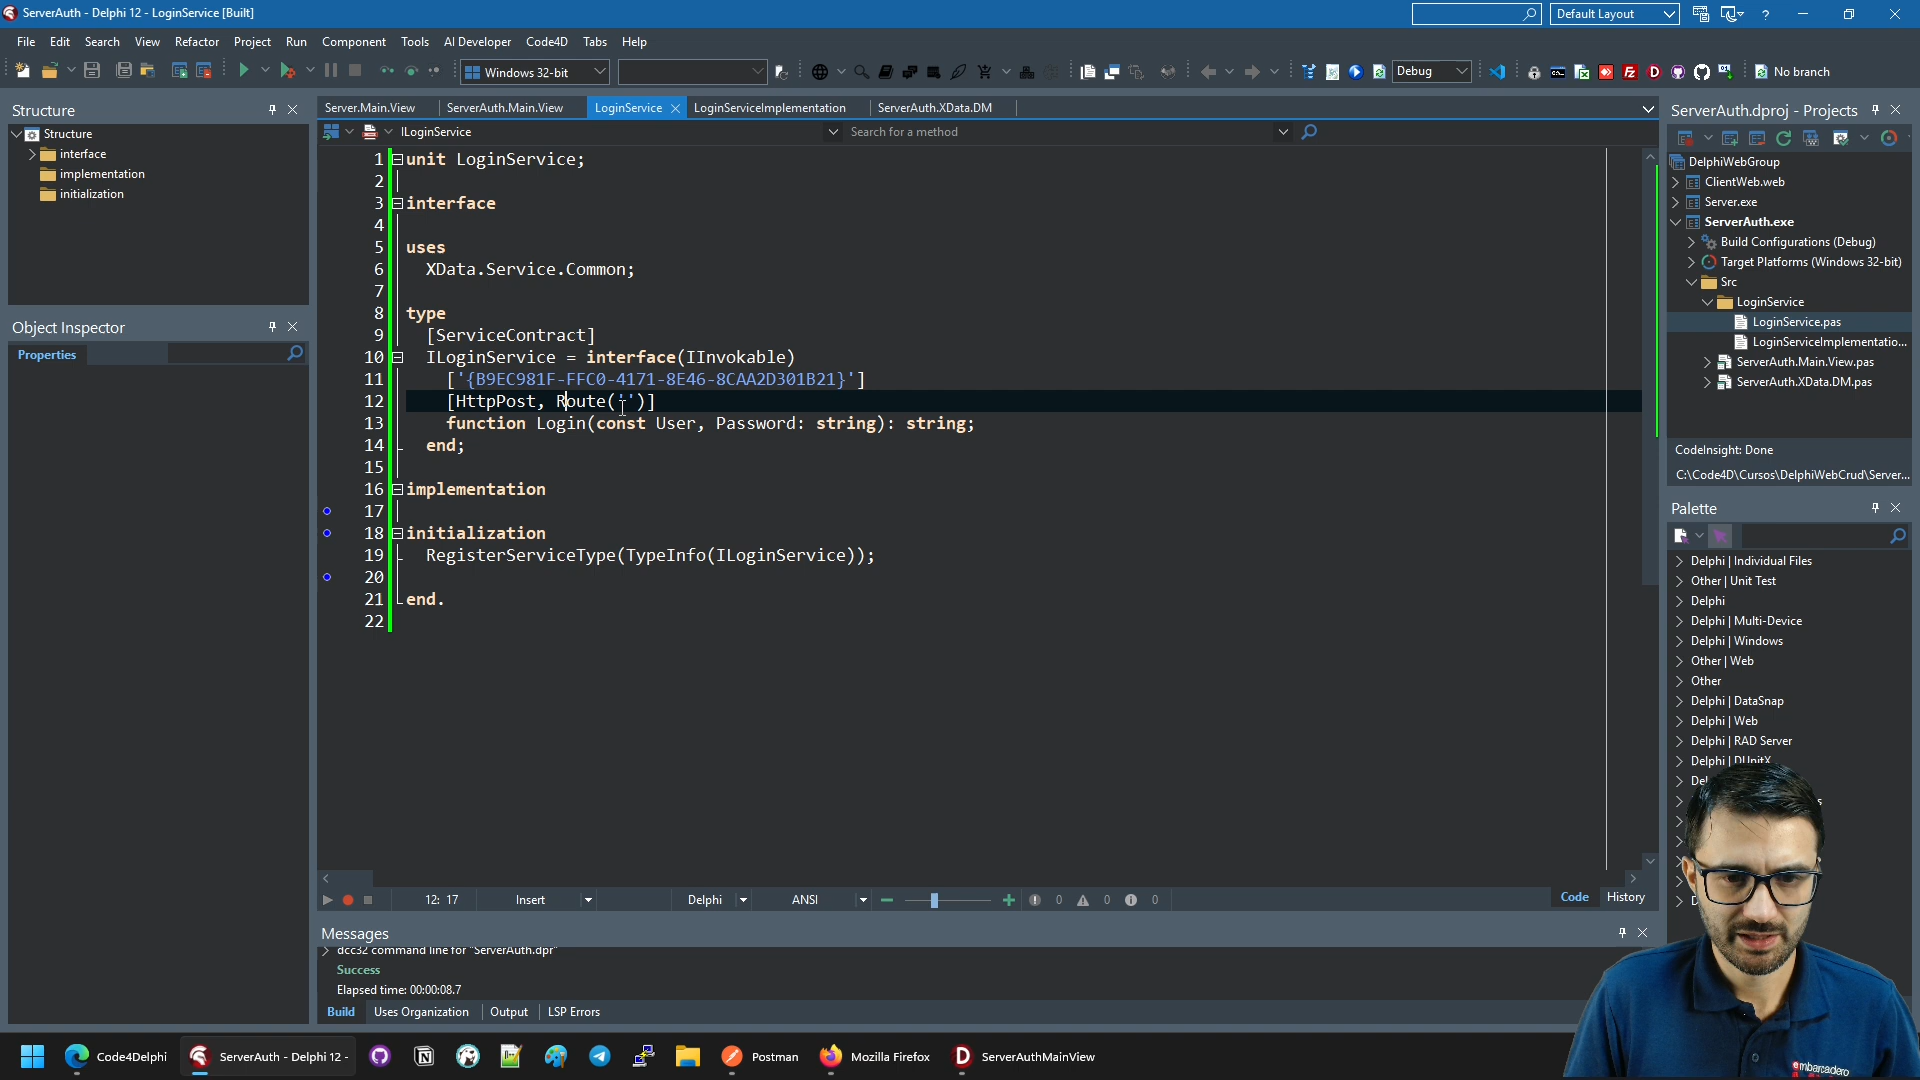 ServerAuth - Delphi 12 - LoginService [Built]
Default Layout
File Edit Search View Refactor Project Run Component Tools AI Developer Code4D Tabs Help
Windows 32-bit
Debug
No branch
Structure
Structure
interface
implementation
initialization
Object Inspector
Properties
Server.Main.View
ServerAuth.Main.View
LoginService
LoginServiceImplementation
ServerAuth.XData.DM
ILoginService
Search for a method
1 unit LoginService;
2
3 interface
4
5 uses
6 XData.Service.Common;
7
8 type
9 [ServiceContract]
10 ILoginService = interface(IInvokable)
11 ['{B9EC981F-FFC0-4171-8E46-8CAA2D301B21}']
12 [HttpPost, Route('')]
13 function Login(const User, Password: string): string;
14 end;
15
16 implementation
17
18 initialization
19 RegisterServiceType(TypeInfo(ILoginService));
20
21 end.
22
12: 17
Insert
Delphi
ANSI
0 0 0
Code History
Messages
dcc32 command line for "ServerAuth.dpr"
Success
Elapsed time: 00:00:08.7
Build Uses Organization Output LSP Errors
ServerAuth.dproj - Projects
DelphiWebGroup
ClientWeb.web
Server.exe
ServerAuth.exe
Build Configurations (Debug)
Target Platforms (Windows 32-bit)
Src
LoginService
LoginService.pas
LoginServiceImplementatio...
ServerAuth.Main.View.pas
ServerAuth.XData.DM.pas
CodeInsight: Done
C:\Code4D\Cursos\DelphiWebCrud\Server...
Palette
Delphi | Individual Files
Other | Unit Test
Delphi
Delphi | Multi-Device
Delphi | Windows
Other | Web
Other
Delphi | DataSnap
Delphi | Web
Delphi | RAD Server
Delphi | DUnitX
embarcadero
Code4Delphi
ServerAuth - Delphi 12 -
Postman
Mozilla Firefox
ServerAuthMainView